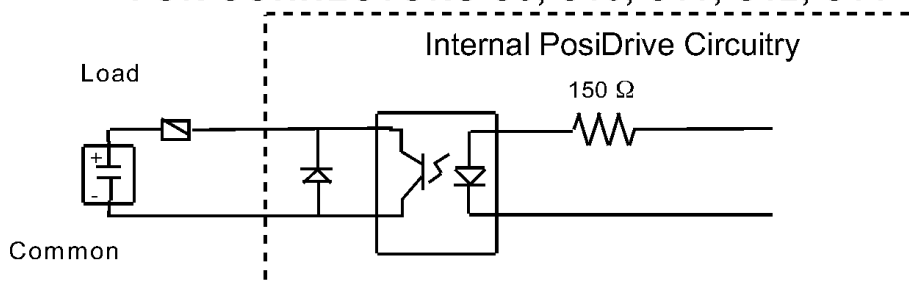 Internal PosiDrive Circuitry
Load
150 Ω
+
-
Common